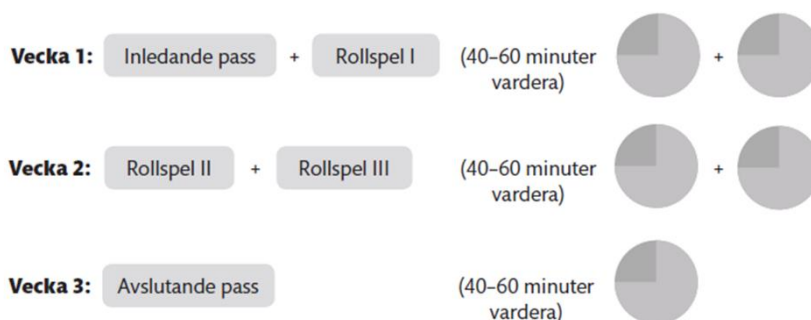 Vecka 1: Inledande pass + Rollspel I (40–60 minuter +
vardera)
Vecka 2: Rollspel II + Rollspel III (40–60 minuter +
vardera)
Vecka 3: Avslutande pass (40–60 minuter
vardera)